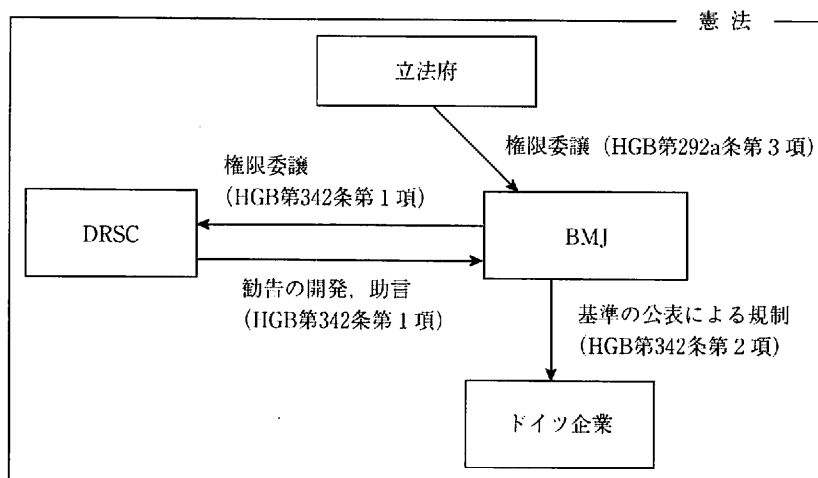 憲法
立法府
権限委譲 (HGB第292a条第3項)
権限委譲
(HGB第342条第1項)
DRSC
BMJ
勧告の開発，助言
(HGB第342条第1項)
基準の公表による規制
(HGB第342条第2項)
ドイツ企業